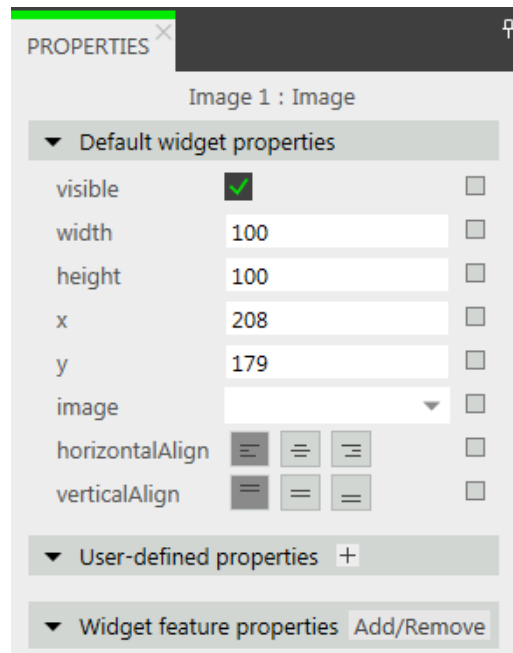 PROPERTIES
Image 1 : Image
Default widget properties
visible
width 100
height 100
x 208
y 179
image
horizontalAlign
verticalAlign
User-defined properties +
Widget feature properties Add/Remove